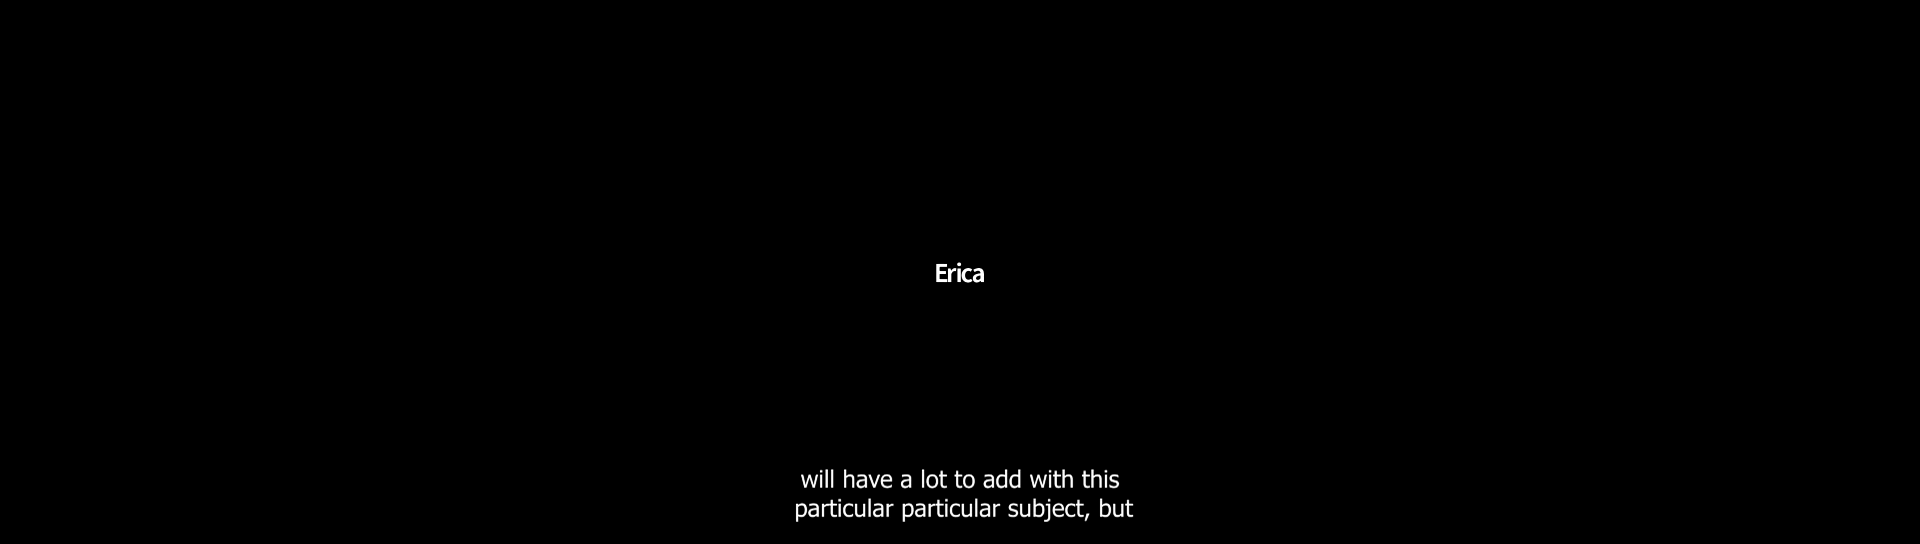 Erica
will have a lot to add with this
particular particular subject, but